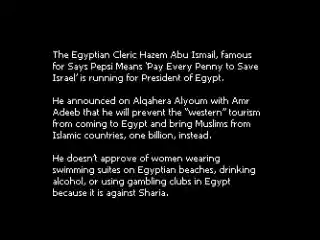 The Egyptian Cleric Hazem Abu Ismail, famous
for Says Pepsi Means ‘Pay Every Penny to Save
Israel’ is running for President of Egypt.
He announced on Alqahera Alyoum with Amr
Adeeb that he will prevent the “western” tourism
from coming to Egypt and bring Muslims from
Islamic countries, one billion, instead.
He doesn’t approve of women wearing
swimming suites on Egyptian beaches, drinking
alcohol, or using gambling clubs in Egypt
because it is against Sharia.